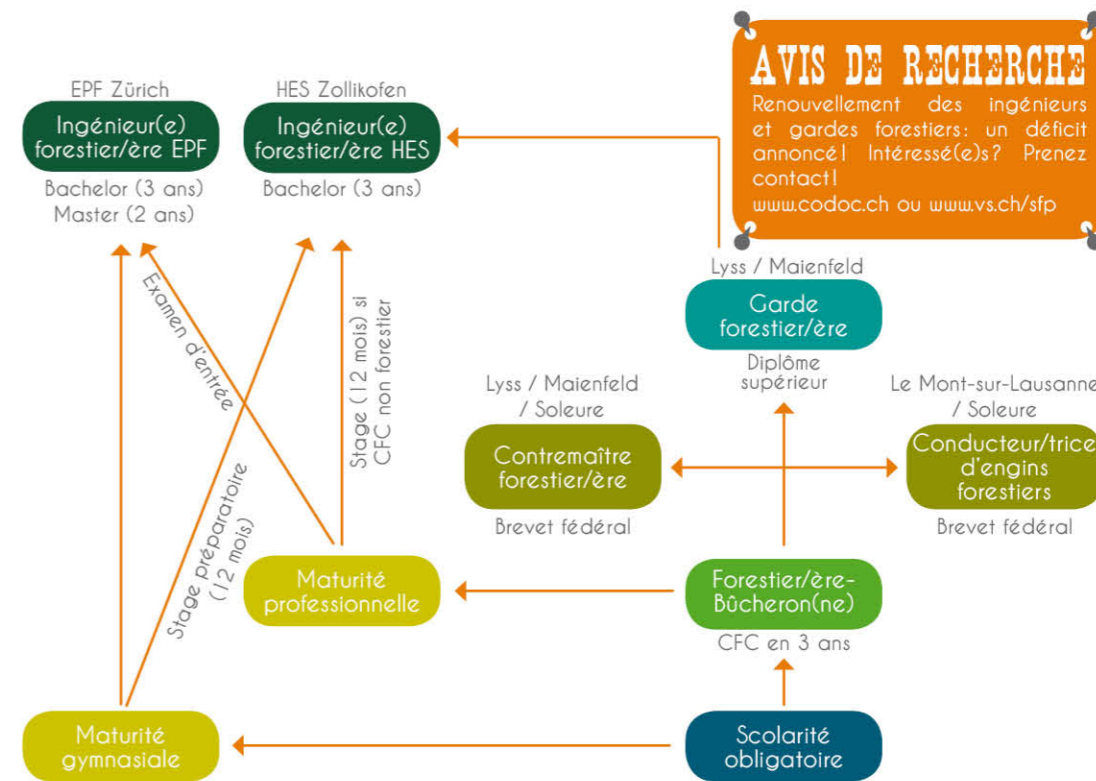 AVIS DE RECHERCHE
Renouvellement des ingénieurs
et gardes forestiers: un déficit
annoncé! Intéressé(e)s? Prenez
contact!
www.codoc.ch ou www.vs.ch/sfp
EPF Zürich
Ingénieur(e)
forestier/ère EPF
Bachelor (3 ans)
Master (2 ans)
HES Zollikofen
Ingénieur(e)
forestier/ère HES
Bachelor (3 ans)
Examen d'entrée
Stage (12 mois) si
CFC non forestier
Stage préparatoire
(12 mois)
Lyss / Maienfeld
Garde
forestier/ère
Diplôme
supérieur
Lyss / Maienfeld
/ Soleure
Contremaître
forestier/ère
Brevet fédéral
Le Mont-sur-Lausanne
/ Soleure
Conducteur/trice
d'engins
forestiers
Brevet fédéral
Maturité
professionnelle
Forestier/ère-
Bûcheron(ne)
CFC en 3 ans
Maturité
gymnasiale
Scolarité
obligatoire